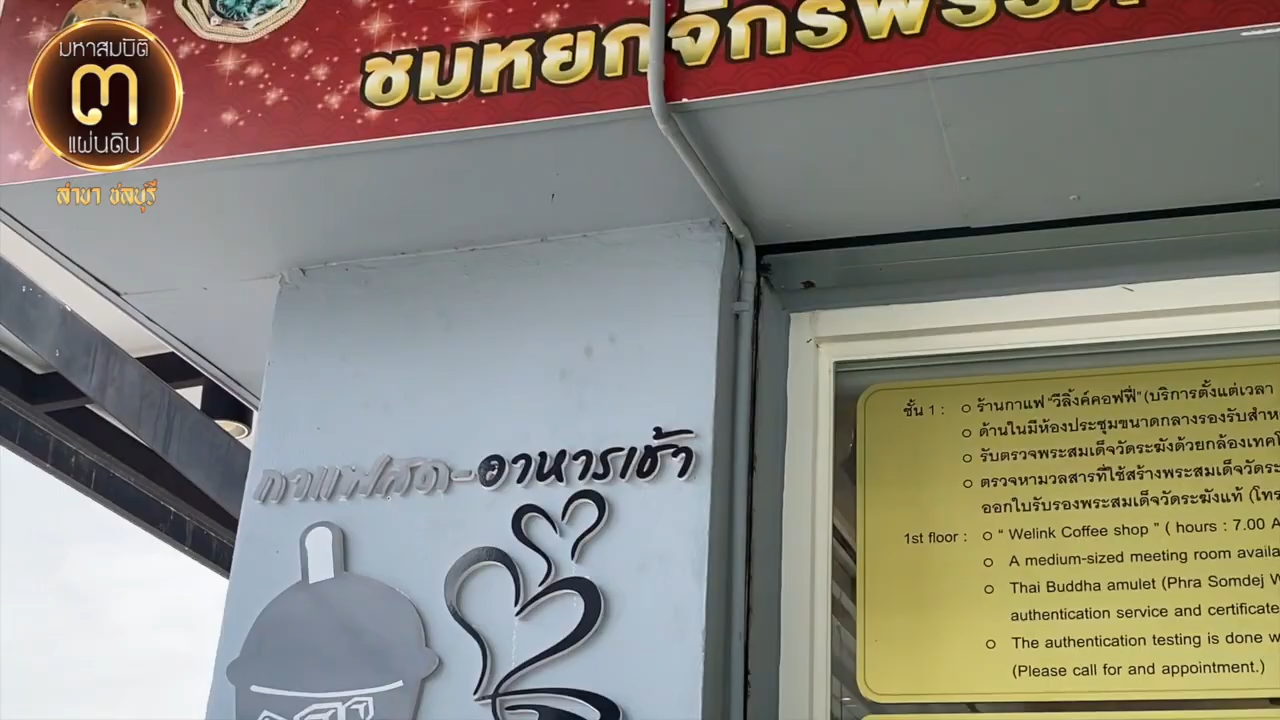 มหาสมบัติ
๓
แผ่นดิน
ล่ามา ชลบุรี
ชมหยกจักรพรรดิ
กาแฟสด-อาหารเช้า
ชั้น 1 : ร้านกาแฟ "วีลิ้งค์คอฟฟี่" (บริการตั้งแต่เวลา
ด้านในมีห้องประชุมขนาดกลางรองรับสำห
รับตรวจพระสมเด็จวัดระฆังด้วยกล้องเทคโ
ตรวจหามวลสารที่ใช้สร้างพระสมเด็จวัดระ
ออกใบรับรองพระสมเด็จวัดระฆังแท้ (โทร
1st floor : “ Welink Coffee shop ” ( hours : 7.00 A
A medium-sized meeting room availa
Thai Buddha amulet (Phra Somdej W
authentication service and certificate
The authentication testing is done w
(Please call for and appointment.)